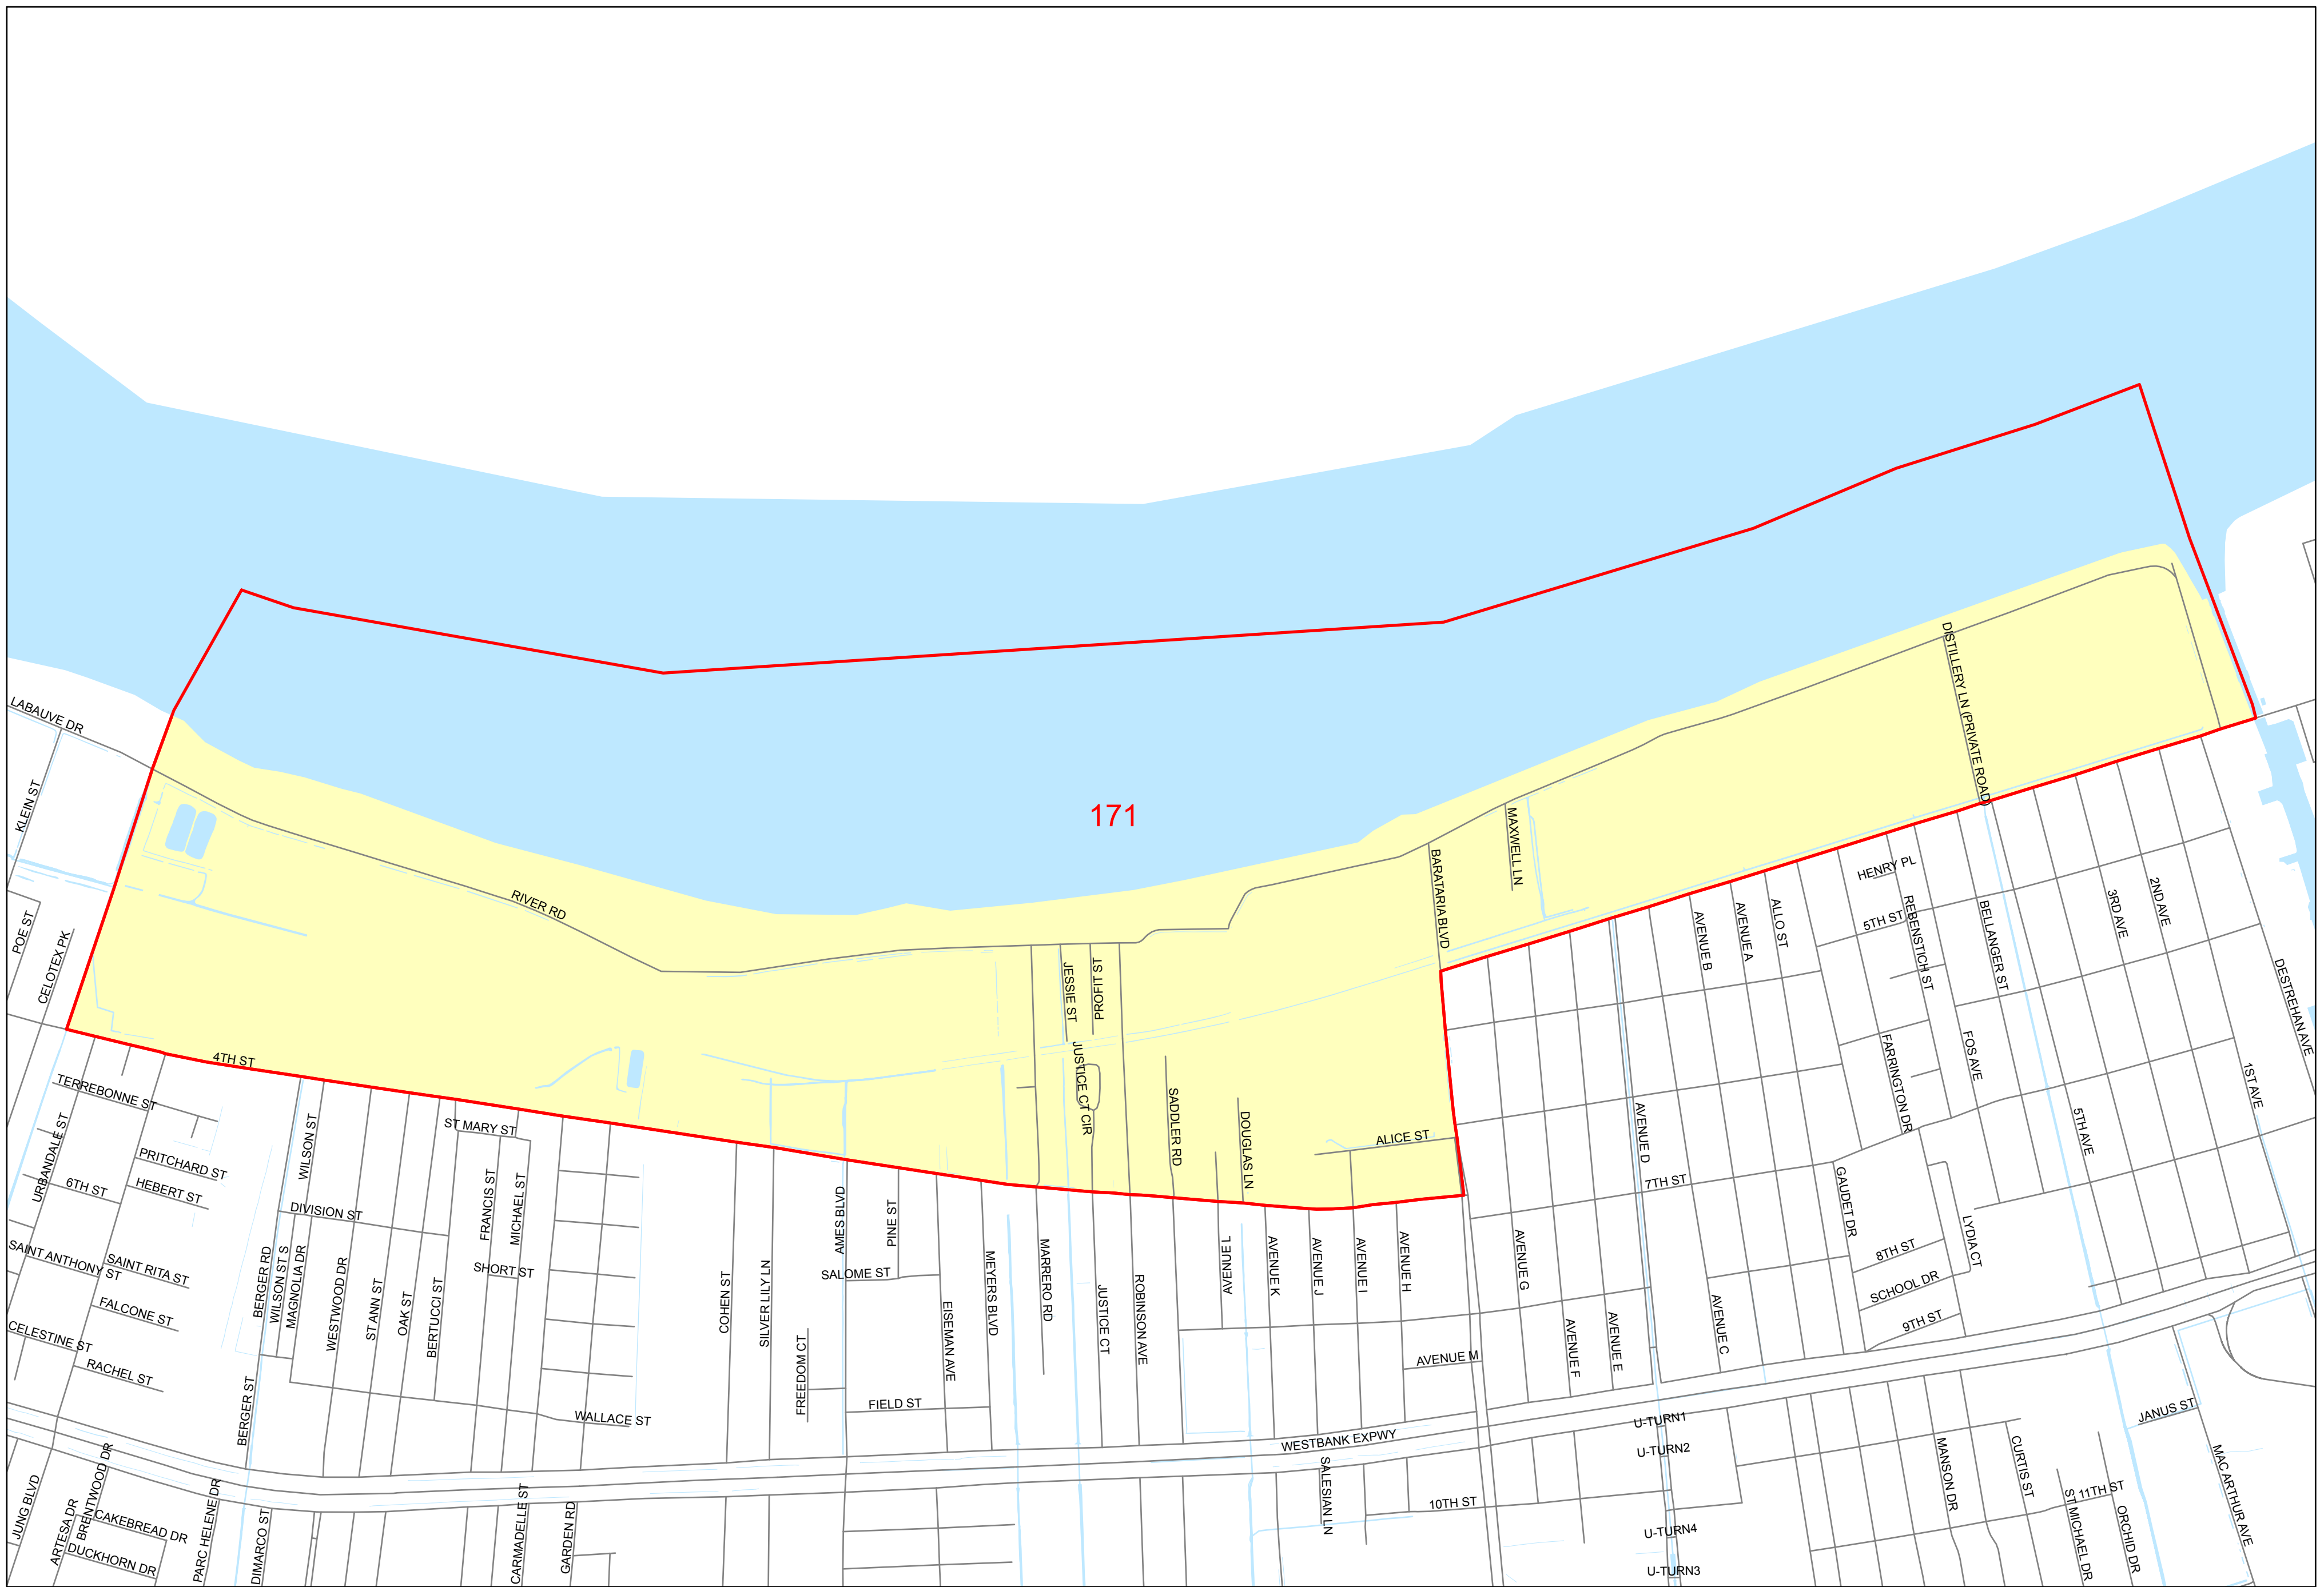 171
LABAUVE DR
KLEIN ST
POE ST
CELOTEX PK
RIVER RD
4TH ST
JESSIE ST
PROFIT ST
JUSTICE CT CIR
SADDLER RD
DOUGLAS LN
ALICE ST
BARATARIA BLVD
MAXWELL LN
DISTILLERY LN (PRIVATE ROAD)
HENRY PL
5TH ST
REBENSTICH ST
BELLANGER ST
3RD AVE
2ND AVE
DESTREHAN AVE
1ST AVE
5TH AVE
FOS AVE
FARRINGTON DR
ALLO ST
AVENUE A
AVENUE B
AVENUE D
7TH ST
GAUDET DR
LYDIA CT
8TH ST
SCHOOL DR
9TH ST
AVENUE C
AVENUE E
AVENUE F
AVENUE G
AVENUE M
AVENUE H
AVENUE I
AVENUE J
AVENUE K
AVENUE L
ROBINSON AVE
JUSTICE CT
MARRERO RD
MEYERS BLVD
EISEMAN AVE
PINE ST
SALOME ST
AMES BLVD
FREEDOM CT
FIELD ST
SILVER LILY LN
COHEN ST
WALLACE ST
ST MARY ST
FRANCIS ST
MICHAEL ST
SHORT ST
BERTUCCI ST
OAK ST
ST ANN ST
WESTWOOD DR
DIVISION ST
WILSON ST
MAGNOLIA DR
WILSON ST S
BERGER RD
BERGER ST
TERREBONNE ST
URBANDALE ST
PRITCHARD ST
HEBERT ST
6TH ST
SAINT ANTHONY ST
SAINT RITA ST
FALCONE ST
CELESTINE ST
RACHEL ST
JUNG BLVD
ARTESA DR
BRENTWOOD DR
CAKEBREAD DR
DUCKHORN DR
PARC HELENE DR
DIMARCO ST
CARMADELLE ST
GARDEN RD
WESTBANK EXPWY
SALESIAN LN
10TH ST
U-TURN1
U-TURN2
U-TURN4
U-TURN3
MANSON DR
CURTIS ST
ST MICHAEL DR
11TH ST
ORCHID DR
JANUS ST
MAC ARTHUR AVE